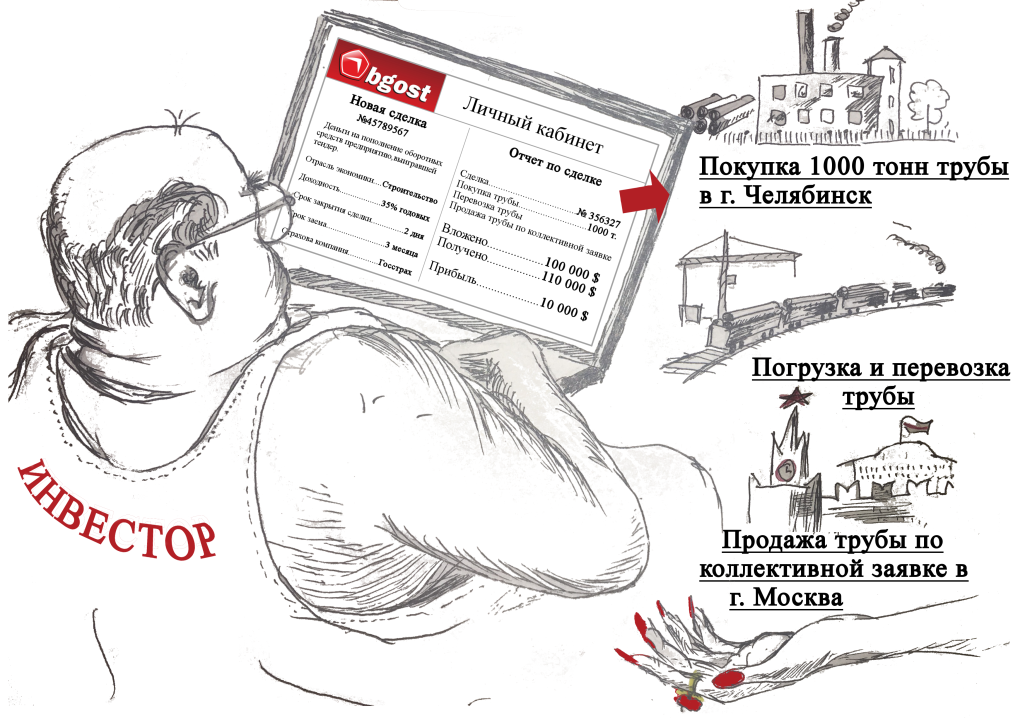 bgost
Личный кабинет
Новая сделка
№45789567
Деньги на пополнение оборотных
средств предприятию, выигравшей
тендер.
Отрасль экономики....Строительство
Доходность..................35% годовых
Срок закрытия сделки.......2 дня
Срок заема..................3 месяца
Страхова компания............Госстрах
Отчет по сделке
Сделка...........................№ 356327
Покупка трубы....................1000 т.
Перевозка трубы
Продажа трубы по коллективной заявке
Вложено...................100 000 $
Получено..................110 000 $
Прибыль...................10 000 $
Покупка 1000 тонн трубы
в г. Челябинск
Погрузка и перевозка
трубы
Продажа трубы по
коллективной заявке в
г. Москва
ИНВЕСТОР